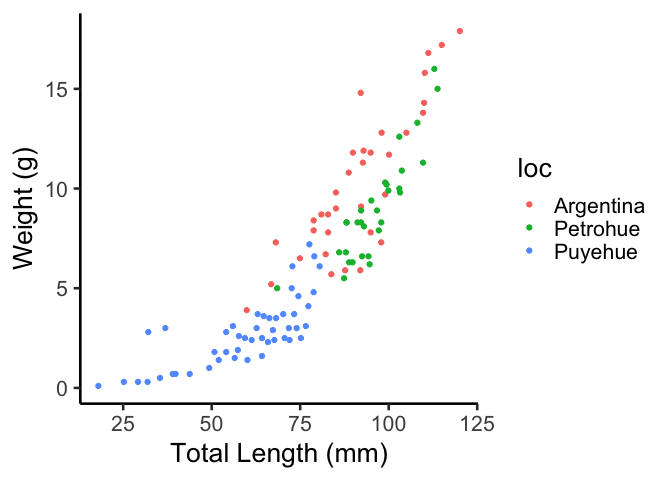 15
10
5
0
Weight (g)
25 50 75 100 125
Total Length (mm)
loc
Argentina
Petrohue
Puyehue